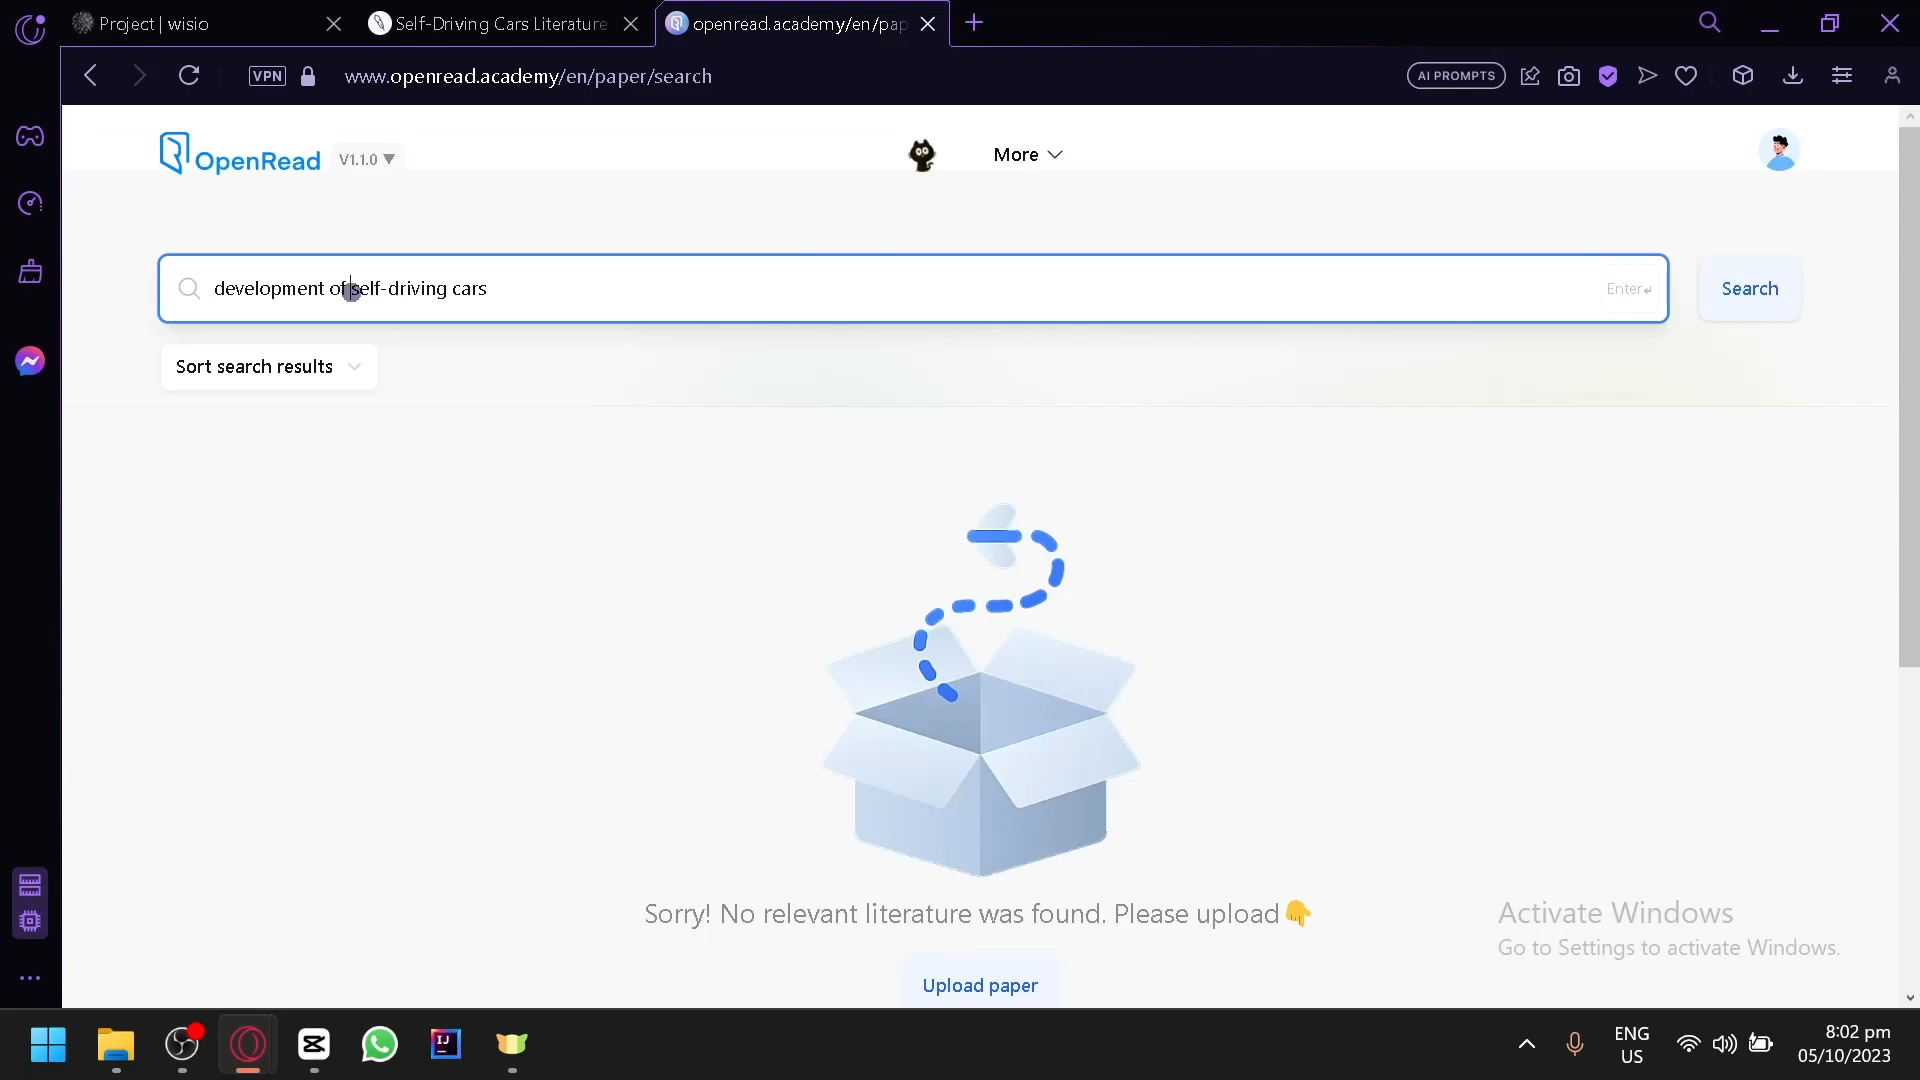 Project | wisio
Self-Driving Cars Literature
openread.academy/en/pap
VPN
www.openread.academy/en/paper/search
AI PROMPTS
OpenRead
V1.1.0 ▼
More
development of self-driving cars
Enter↵
Search
Sort search results
Sorry! No relevant literature was found. Please upload👇
Upload paper
Activate Windows
Go to Settings to activate Windows.
IJ
ENG
US
8:02 pm
05/10/2023